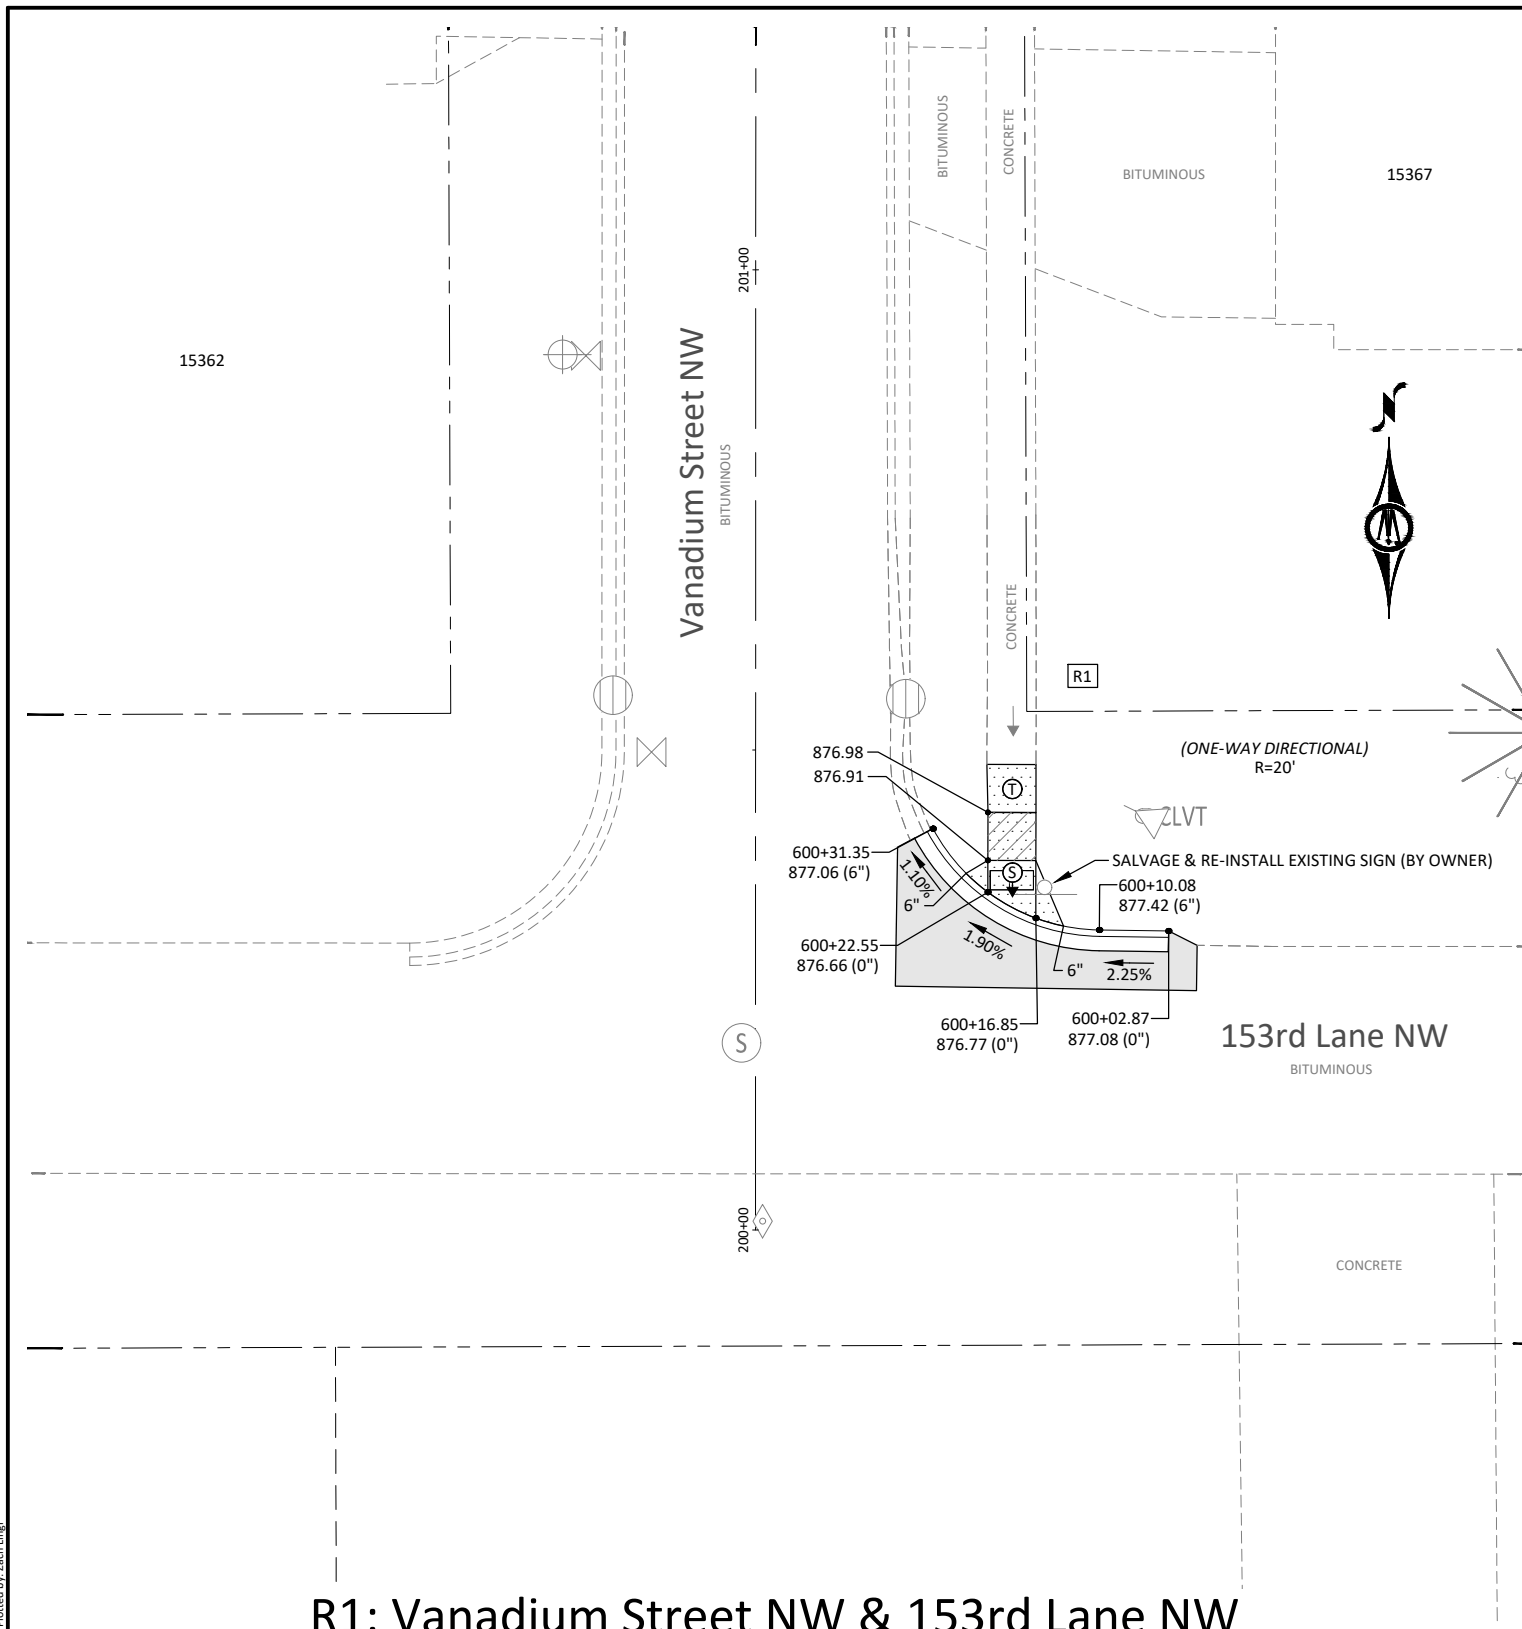 BITUMINOUS
CONCRETE
BITUMINOUS
15367
201+00
15362
Vanadium Street NW
BITUMINOUS
N
CONCRETE
R1
(ONE-WAY DIRECTIONAL)
R=20'
876.98
876.91
T
CLVT
600+31.35
877.06 (6")
1.10%
6"
S
SALVAGE & RE-INSTALL EXISTING SIGN (BY OWNER)
600+10.08
877.42 (6")
600+22.55
876.66 (0")
1.90%
6"
2.25%
600+16.85
876.77 (0")
600+02.87
877.08 (0")
S
153rd Lane NW
BITUMINOUS
200+00
CONCRETE
R1: Vanadium Street NW & 153rd Lane NW